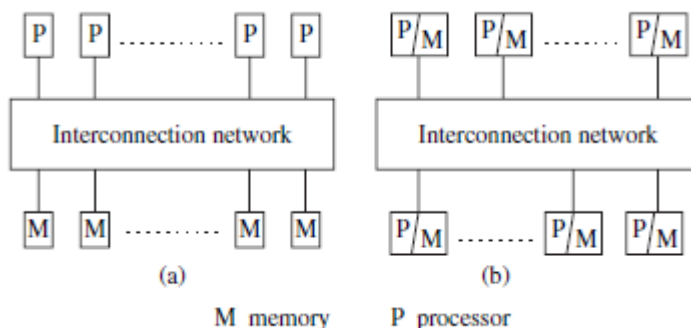 P P P P
Interconnection network
M M M M
(a)
P/M P/M P/M
Interconnection network
P/M P/M P/M
(b)
M memory P processor